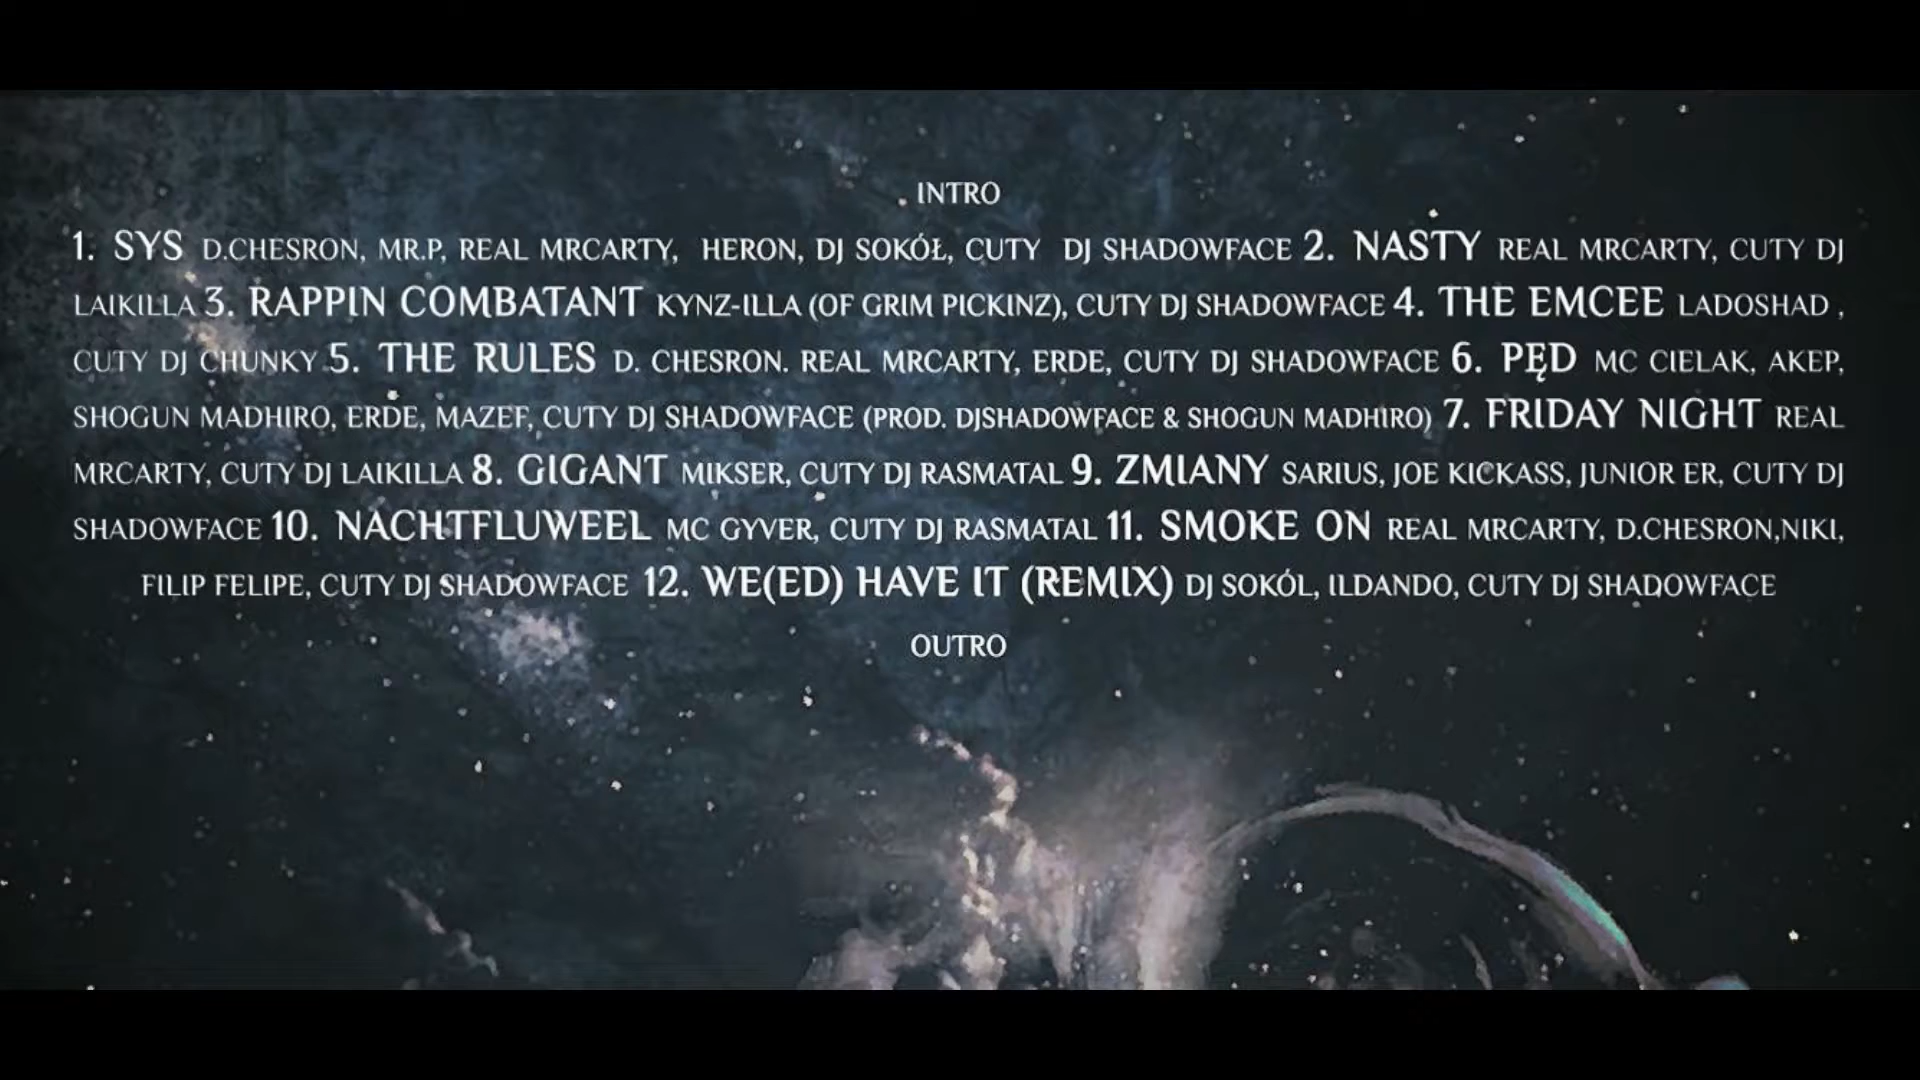 INTRO
1. SYS D.CHESRON, MR.P, REAL MRCARTY, HERON, DJ SOKÓŁ, CUTY DJ SHADOWFACE 2. NASTY REAL MRCARTY, CUTY DJ
LAIKILLA 3. RAPPIN COMBATANT KYNZ-ILLA (OF GRIM PICKINZ), CUTY DJ SHADOWFACE 4. THE EMCEE LADOSHAD ,
CUTY DJ CHUNKY 5. THE RULES D. CHESRON. REAL MRCARTY, ERDE, CUTY DJ SHADOWFACE 6. PĘD MC CIELAK, AKEP,
SHOGUN MADHIRO, ERDE, MAZEF, CUTY DJ SHADOWFACE (PROD. DJSHADOWFACE & SHOGUN MADHIRO) 7. FRIDAY NIGHT REAL
MRCARTY, CUTY DJ LAIKILLA 8. GIGANT MIKSER, CUTY DJ RASMATAL 9. ZMIANY SARIUS, JOE KICKASS, JUNIOR ER, CUTY DJ
SHADOWFACE 10. NACHTFLUWEEL MC GYVER, CUTY DJ RASMATAL 11. SMOKE ON REAL MRCARTY, D.CHESRON,NIKI,
FILIP FELIPE, CUTY DJ SHADOWFACE 12. WE(ED) HAVE IT (REMIX) DJ SOKÓL, ILDANDO, CUTY DJ SHADOWFACE
OUTRO